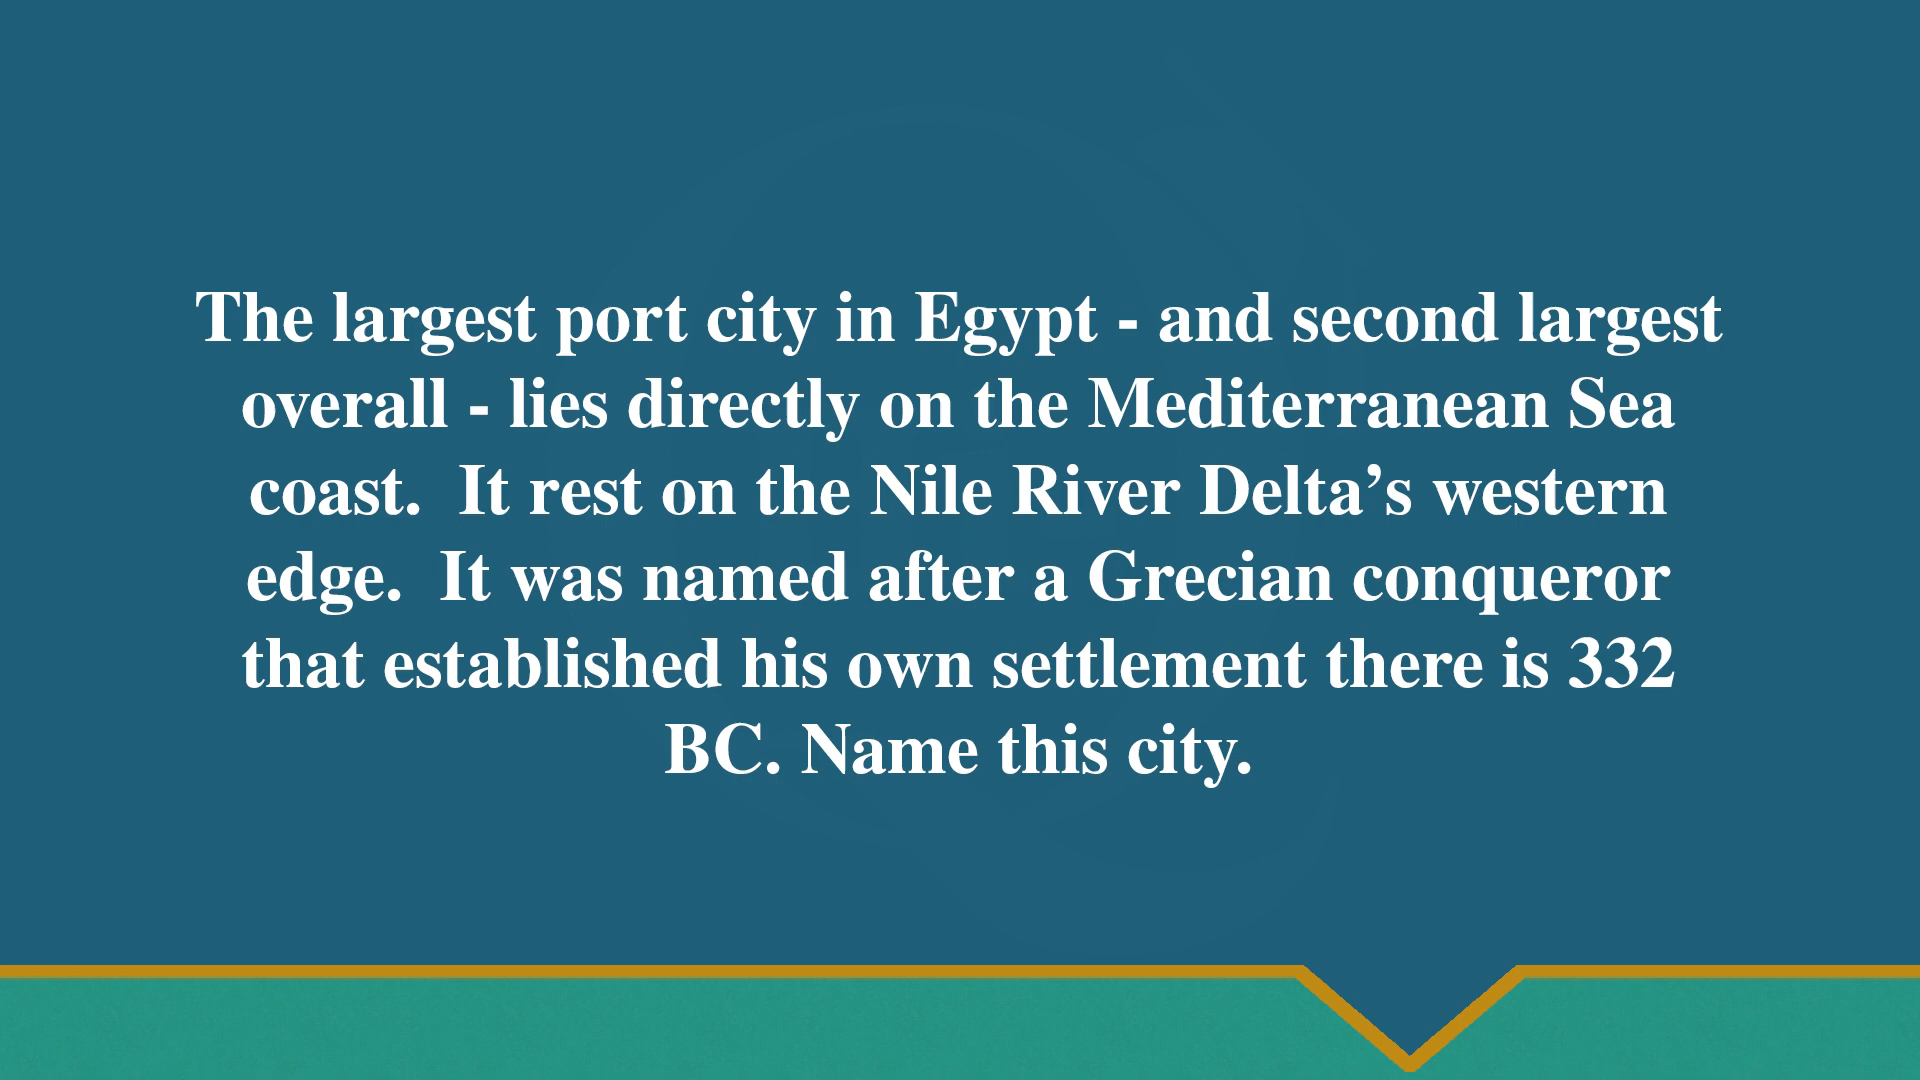 The largest port city in Egypt - and second largest
overall - lies directly on the Mediterranean Sea
coast.  It rest on the Nile River Delta’s western
edge.  It was named after a Grecian conqueror
that established his own settlement there is 332
BC. Name this city.